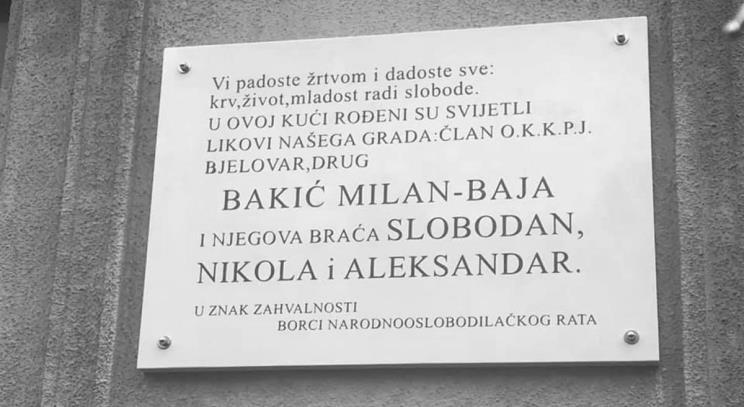 Vi padoste žrtvom i dadoste sve:
krv,život,mladost radi slobode.
U OVOJ KUĆI ROĐENI SU SVIJETLI
LIKOVI NAŠEGA GRADA:ČLAN O.K.K.P.J.
BJELOVAR,DRUG
BAKIĆ MILAN-BAJA
I NJEGOVA BRAĆA SLOBODAN,
NIKOLA i ALEKSANDAR.
U ZNAK ZAHVALNOSTI
BORCI NARODNOOSLOBODILAČKOG RATA